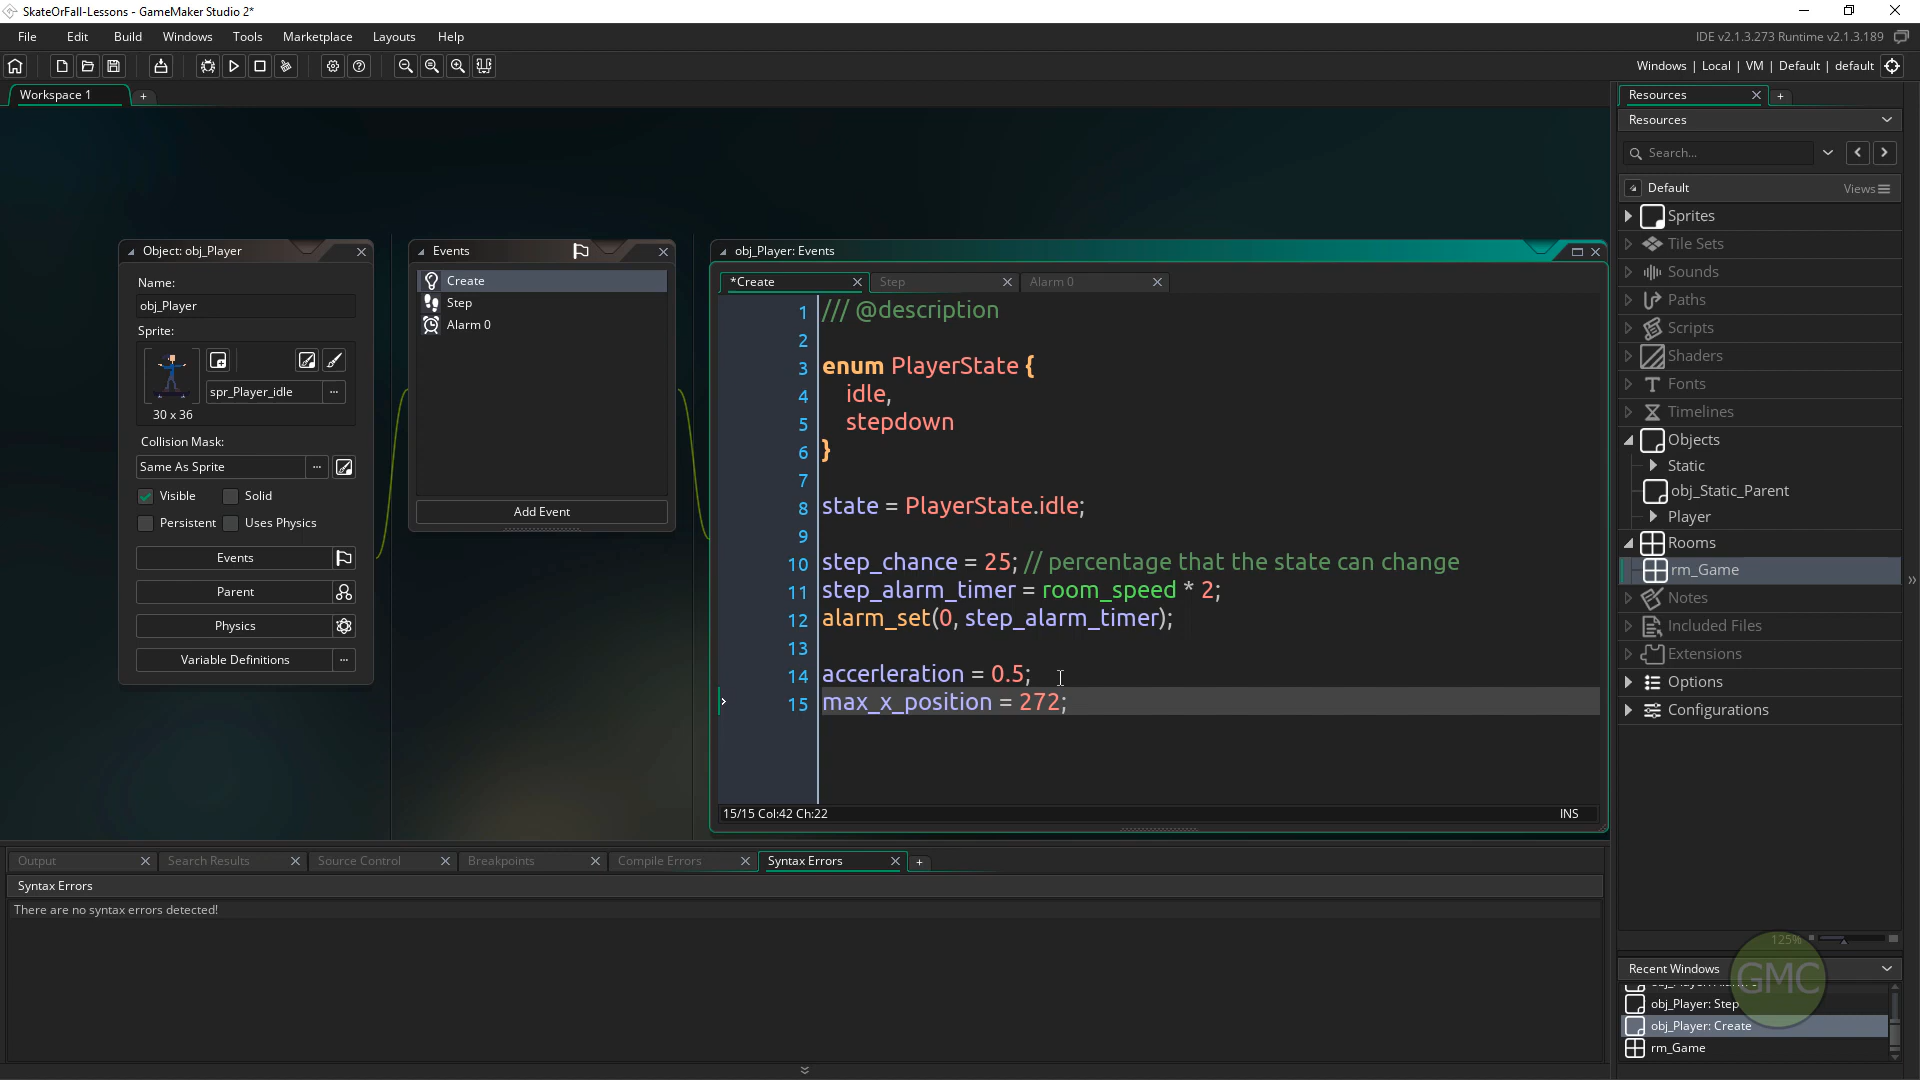 SkateOrFall-Lessons - GameMaker Studio 2*
File Edit Build Windows Tools Marketplace Layouts Help
IDE v2.1.3.273 Runtime v2.1.3.189
Windows | Local | VM | Default | default
Workspace 1
Object: obj_Player
Name:
obj_Player
Sprite:
spr_Player_idle
30 x 36
Collision Mask:
Same As Sprite
Visible Solid
Persistent Uses Physics
Events
Parent
Physics
Variable Definitions
Events
Create
Step
Alarm 0
Add Event
obj_Player: Events
*Create Step Alarm 0
1 /// @description
2
3 enum PlayerState {
4 idle,
5 stepdown
6 }
7
8 state = PlayerState.idle;
9
10 step_chance = 25; // percentage that the state can change
11 step_alarm_timer = room_speed * 2;
12 alarm_set(0, step_alarm_timer);
13
14 accerleration = 0.5;
15 max_x_position = 272;
15/15 Col:42 Ch:22 INS
Output Search Results Source Control Breakpoints Compile Errors Syntax Errors
Syntax Errors
There are no syntax errors detected!
Resources
Resources
Search...
Default Views
Sprites
Tile Sets
Sounds
Paths
Scripts
Shaders
Fonts
Timelines
Objects
Static
obj_Static_Parent
Player
Rooms
rm_Game
Notes
Included Files
Extensions
Options
Configurations
125%
Recent Windows
obj_Player: Step
obj_Player: Create
rm_Game
GMC